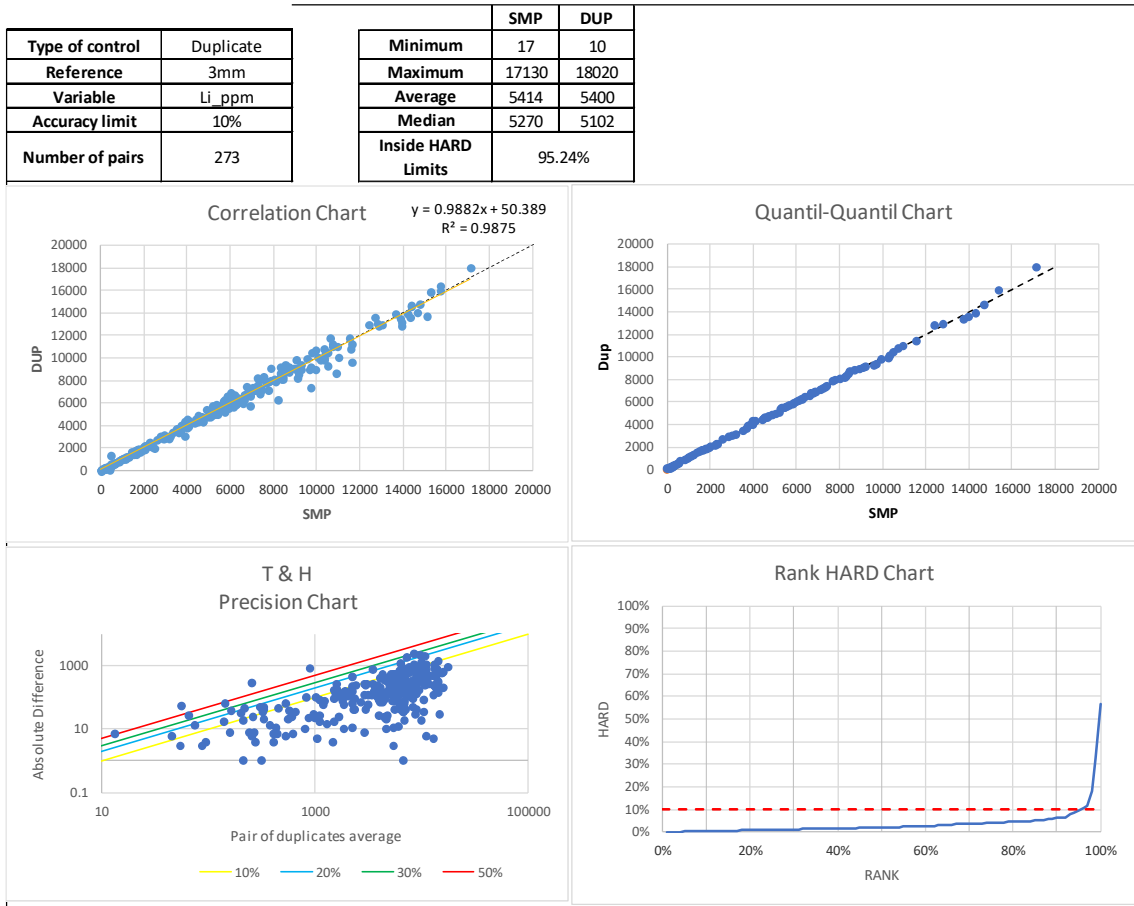 SMP DUP
Type of control Duplicate Minimum 17 10
Reference 3mm Maximum 17130 18020
Variable Li_ppm Average 5414 5400
Accuracy limit 10% Median 5270 5102
Number of pairs 273 Inside HARD Limits 95.24%
Correlation Chart
y = 0.9882x + 50.389
R² = 0.9875
20000
18000
16000
14000
12000
10000
8000
6000
4000
2000
0
DUP
0 2000 4000 6000 8000 10000 12000 14000 16000 18000 20000
SMP
Quantil-Quantil Chart
20000
18000
16000
14000
12000
10000
8000
6000
4000
2000
0
Dup
0 2000 4000 6000 8000 10000 12000 14000 16000 18000 20000
SMP
T & H
Precision Chart
1000
10
0.1
Absolute Difference
10 1000 100000
Pair of duplicates average
10% 20% 30% 50%
Rank HARD Chart
100%
90%
80%
70%
60%
50%
40%
30%
20%
10%
0%
HARD
0% 20% 40% 60% 80% 100%
RANK